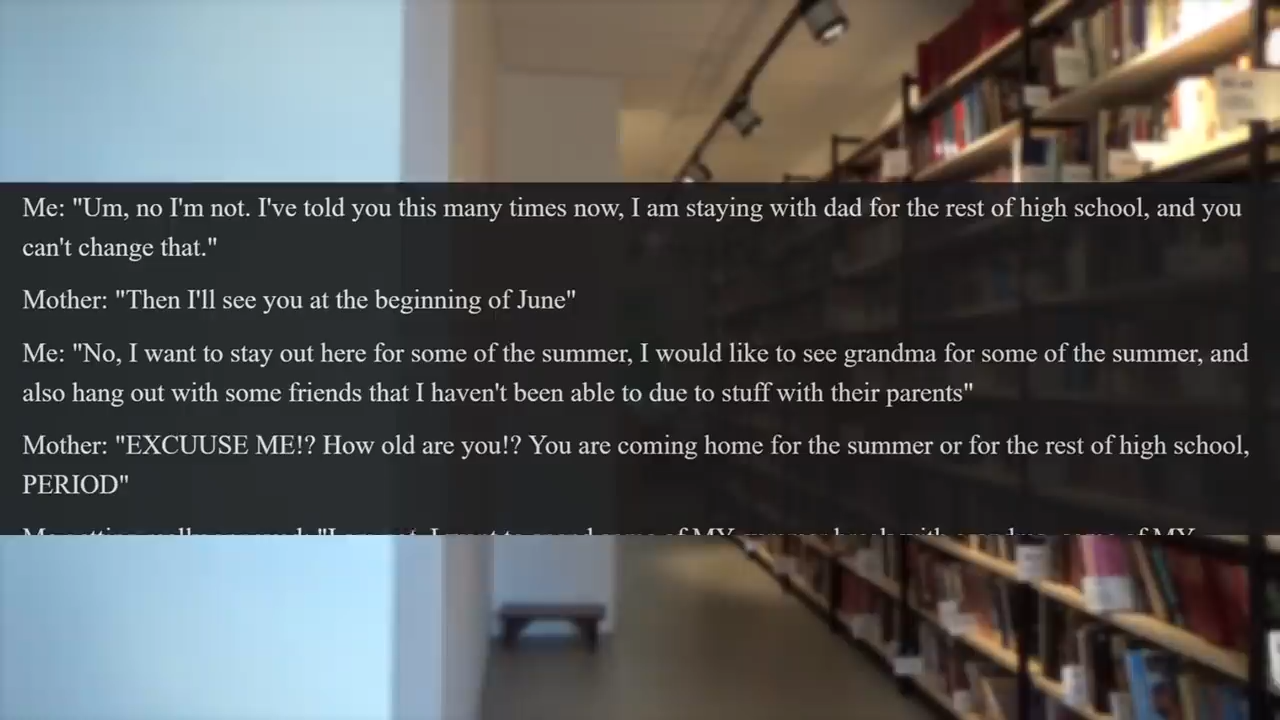 Me: "Um, no I'm not. I've told you this many times now, I am staying with dad for the rest of high school, and you
can't change that."
Mother: "Then I'll see you at the beginning of June"
Me: "No, I want to stay out here for some of the summer, I would like to see grandma for some of the summer, and
also hang out with some friends that I haven't been able to due to stuff with their parents"
Mother: "EXCUUSE ME!? How old are you!? You are coming home for the summer or for the rest of high school,
PERIOD"